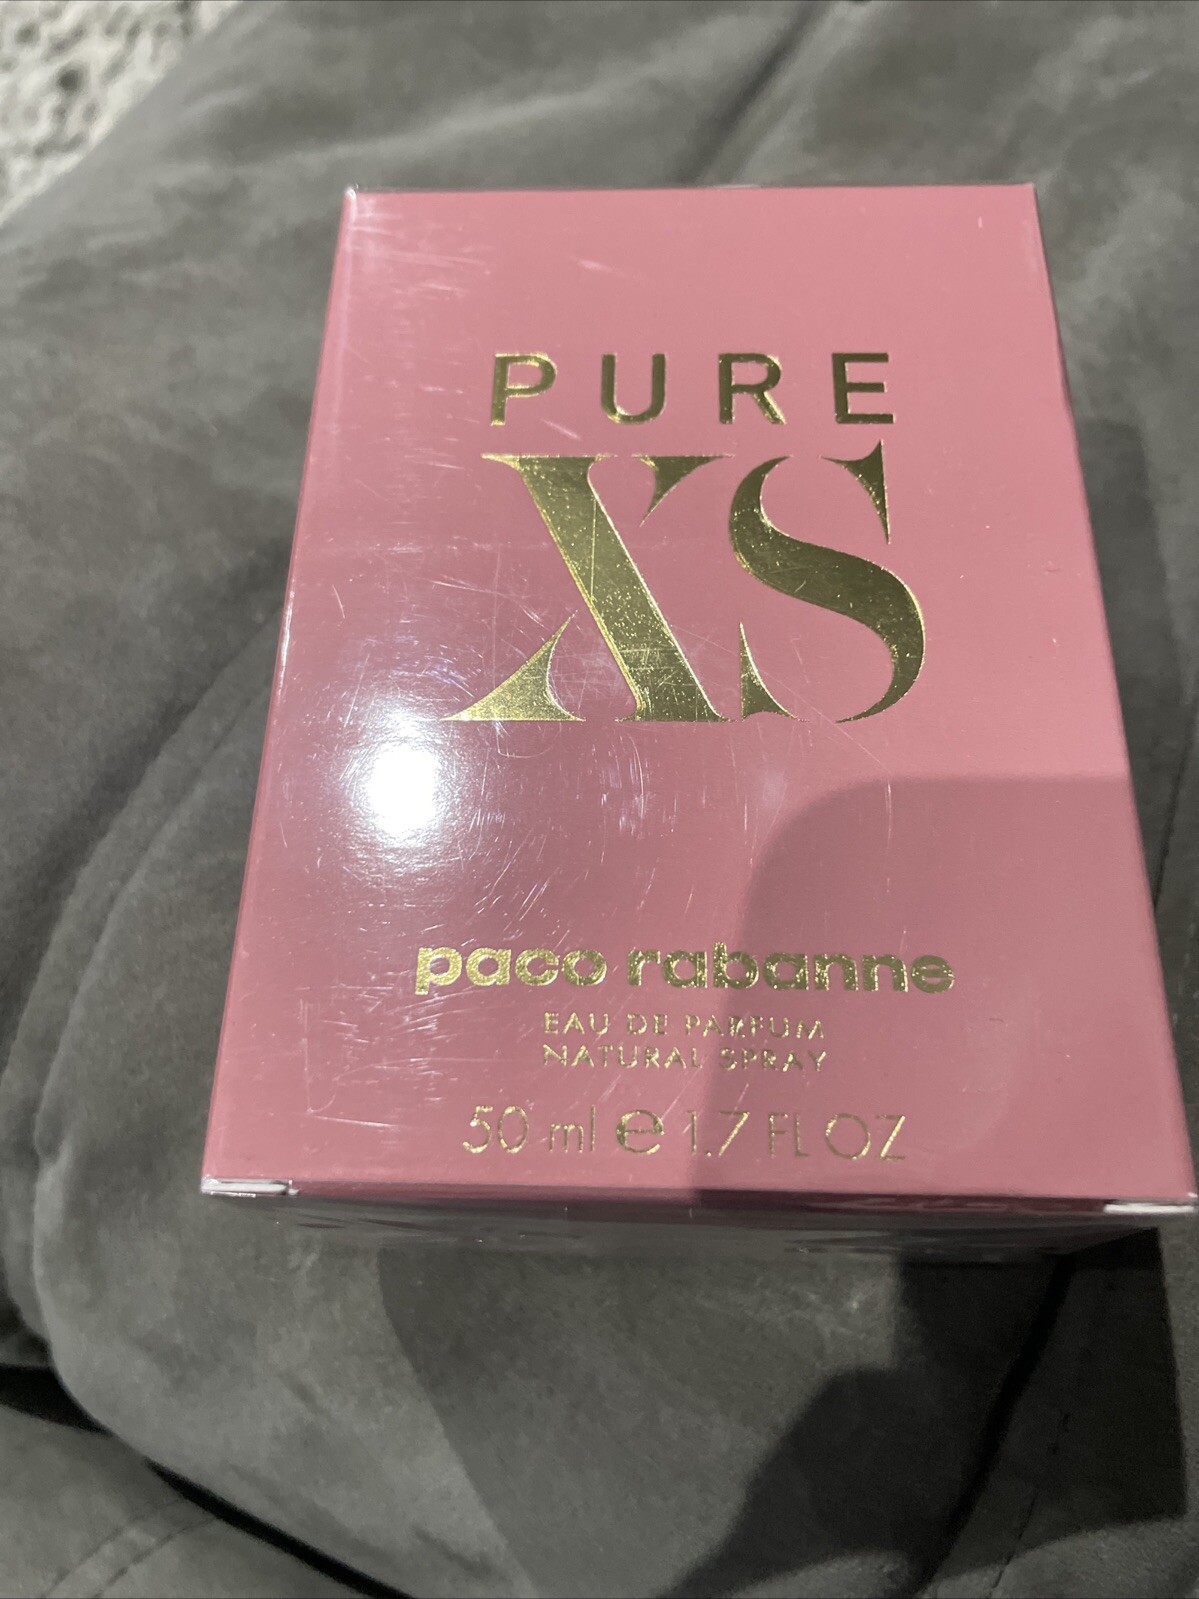 PURE
XS
paco rabanne
EAU DE PARFUM
NATURAL SPRAY
50 ml e 1.7 FL OZ